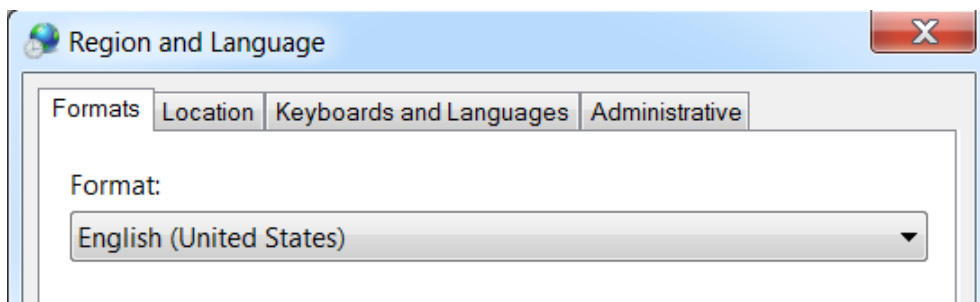 Region and Language
Formats Location Keyboards and Languages Administrative
Format:
English (United States)